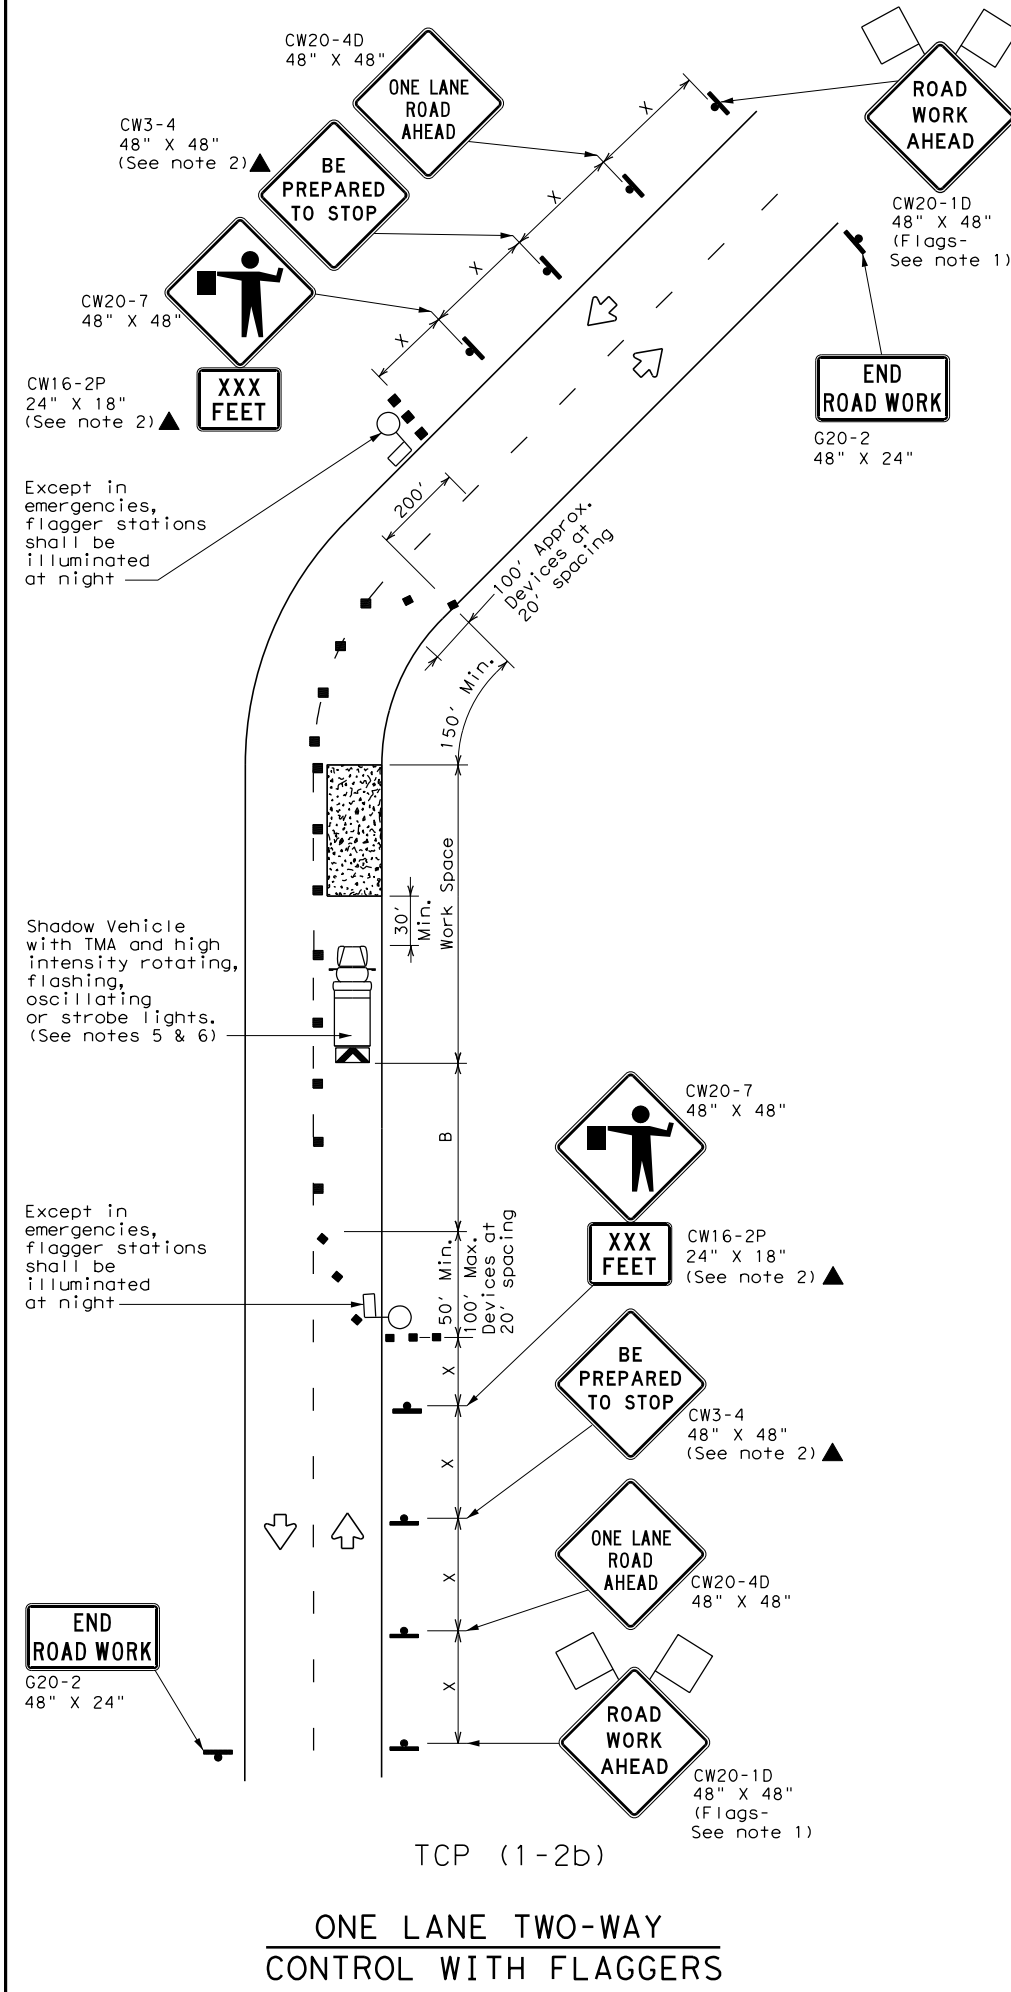 CW20-4D
48" X 48"
ONE LANE
ROAD
AHEAD
X
ROAD
WORK
AHEAD
CW3-4
48" X 48"
(See note 2)
BE
PREPARED
TO STOP
X
CW20-1D
48" X 48"
(Flags-
See note 1)
X
CW20-7
48" X 48"
X
END
ROAD WORK
G20-2
48" X 24"
CW16-2P
24" X 18"
(See note 2)
XXX
FEET
Except in
emergencies,
flagger stations
shall be
illuminated
at night
200'
100' Approx.
Devices at
20' spacing
150' Min.
Work Space
30'
Min.
Shadow Vehicle
with TMA and high
intensity rotating,
flashing,
oscillating
or strobe lights.
(See notes 5 & 6)
B
CW20-7
48" X 48"
Except in
emergencies,
flagger stations
shall be
illuminated
at night
50' Min.
100' Max.
Devices at
20' spacing
XXX
FEET
CW16-2P
24" X 18"
(See note 2)
X
BE
PREPARED
TO STOP
CW3-4
48" X 48"
(See note 2)
X
ONE LANE
ROAD
AHEAD
CW20-4D
48" X 48"
X
END
ROAD WORK
G20-2
48" X 24"
X
ROAD
WORK
AHEAD
CW20-1D
48" X 48"
(Flags-
See note 1)
TCP (1-2b)
ONE LANE TWO-WAY
CONTROL WITH FLAGGERS